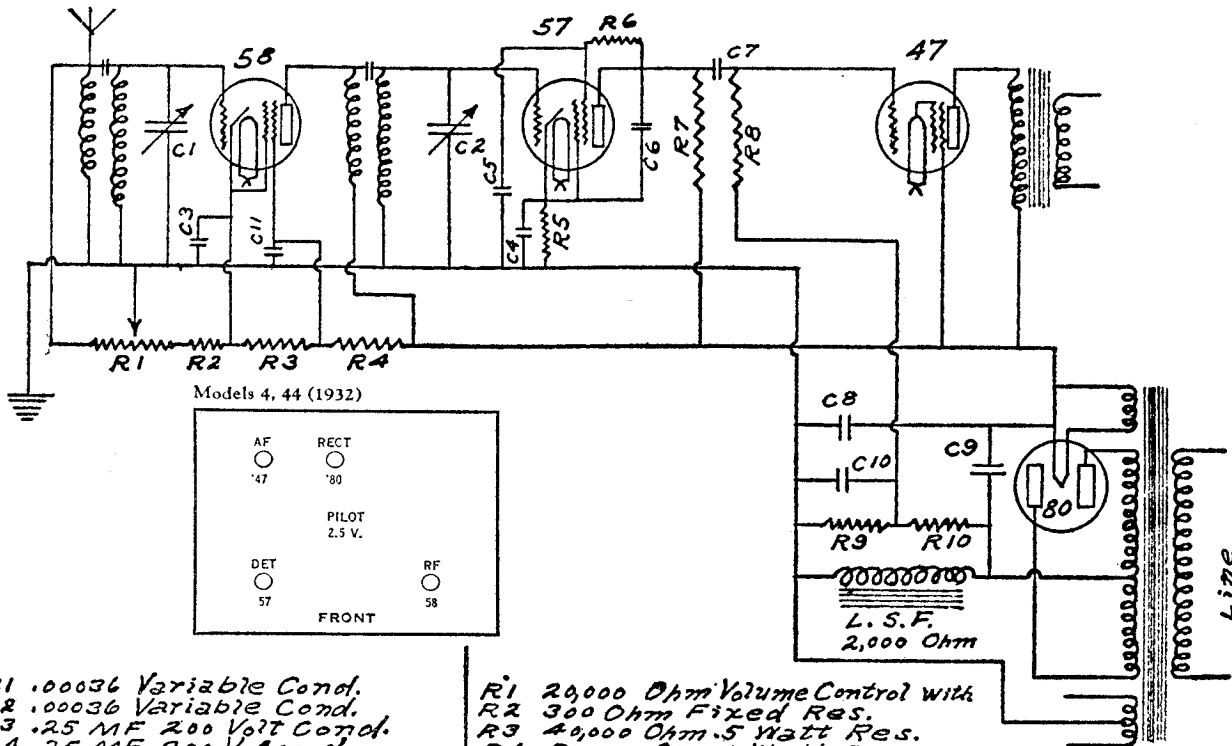 58
57
R6
C7
47
C1
C2
C5
C6
R7
R8
C3
C11
C4
R5
R1 R2 R3 R4
Models 4, 44 (1932)
AF RECT
'47 '80
PILOT
2.5 V.
DET RF
57 58
FRONT
C8
C10
C9
80
R9 R10
L.S.F.
2,000 Ohm
Line
1 .00036 Variable Cond.
2 .00036 Variable Cond.
3 .25 MF 200 Volt Cond.
R1 20,000 Ohm Volume Control with
R2 300 Ohm Fixed Res.
R3 40,000 Ohm .5 Watt Res.